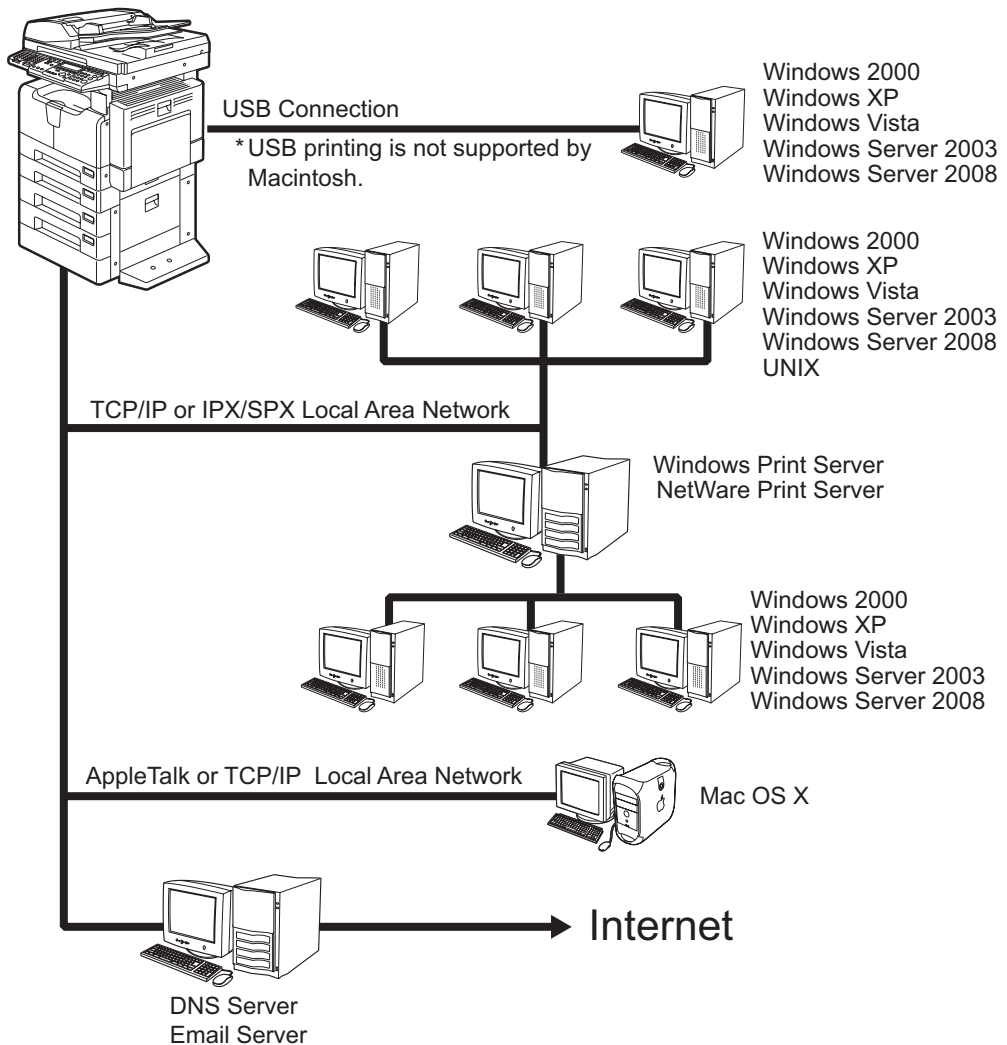 USB Connection
* USB printing is not supported by
Macintosh.
Windows 2000
Windows XP
Windows Vista
Windows Server 2003
Windows Server 2008
Windows 2000
Windows XP
Windows Vista
Windows Server 2003
Windows Server 2008
UNIX
TCP/IP or IPX/SPX Local Area Network
Windows Print Server
NetWare Print Server
Windows 2000
Windows XP
Windows Vista
Windows Server 2003
Windows Server 2008
AppleTalk or TCP/IP Local Area Network
Mac OS X
Internet
DNS Server
Email Server